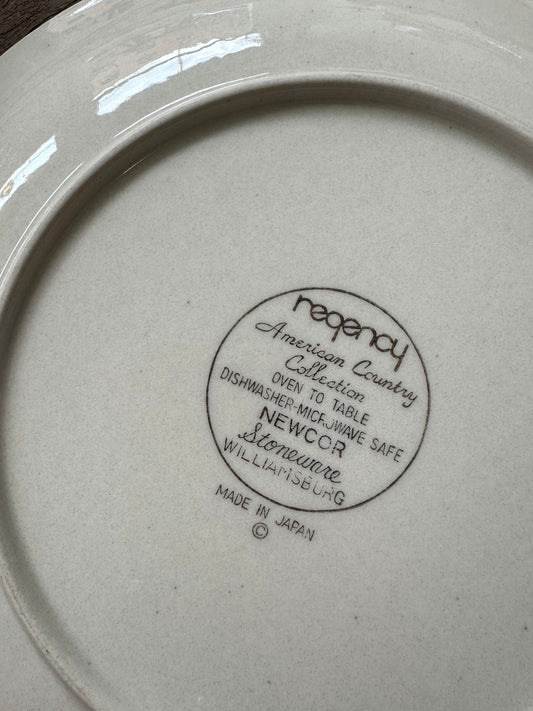 regency
American Country
Collection
OVEN TO TABLE
DISHWASHER-MICROWAVE SAFE
NEWCOR
Stoneware
WILLIAMSBURG
MADE IN JAPAN
©